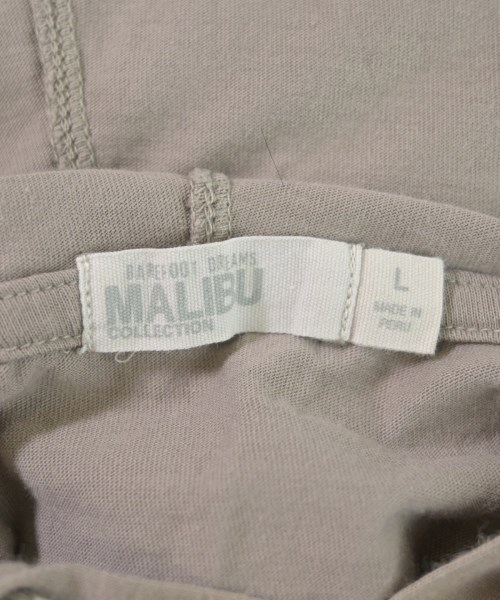 BAREFOOT DREAMS
MALIBU
COLLECTION
L
MADE IN
PERU